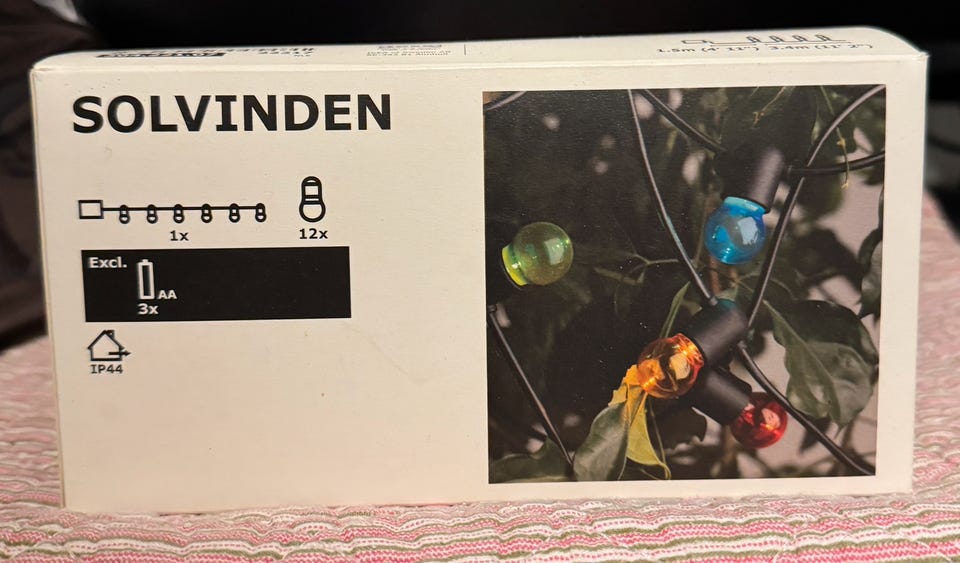 1.5m (4' 11") 3.4m (11' 2")
SOLVINDEN
1x
12x
Excl.
AA
3x
IP44